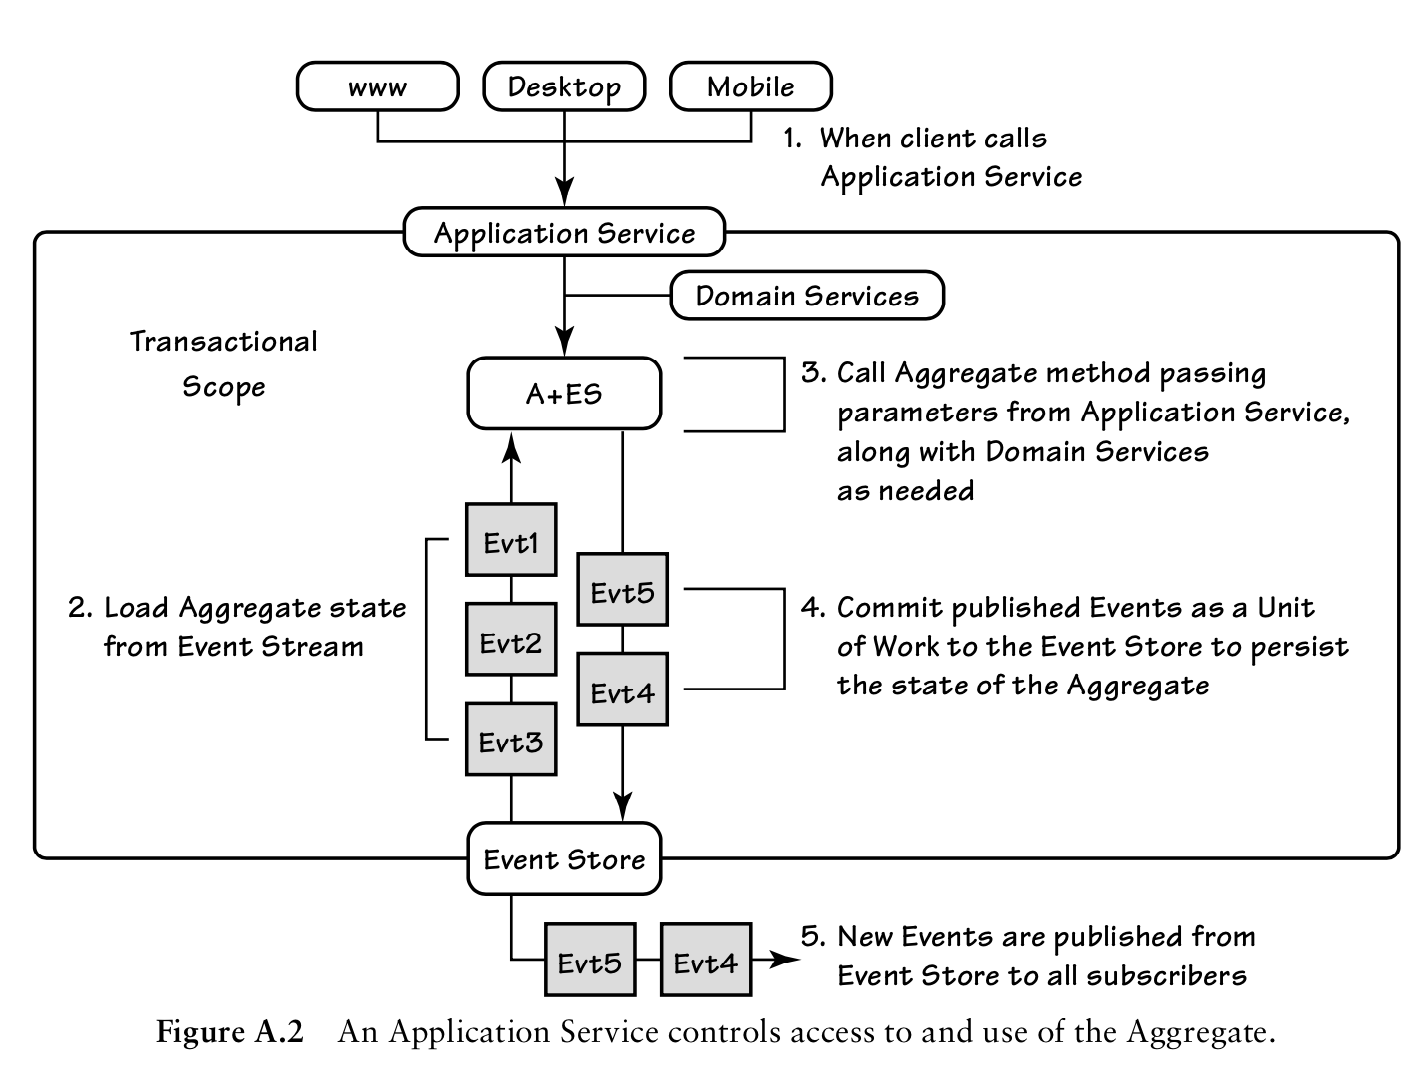 www
Desktop
Mobile
1. When client calls
Application Service
Application Service
Domain Services
Transactional
Scope
A+ES
3. Call Aggregate method passing
parameters from Application Service,
along with Domain Services
as needed
Evt1
Evt5
2. Load Aggregate state
from Event Stream
Evt2
4. Commit published Events as a Unit
of Work to the Event Store to persist
the state of the Aggregate
Evt4
Evt3
Event Store
Evt5
Evt4
5. New Events are published from
Event Store to all subscribers
Figure A.2 An Application Service controls access to and use of the Aggregate.